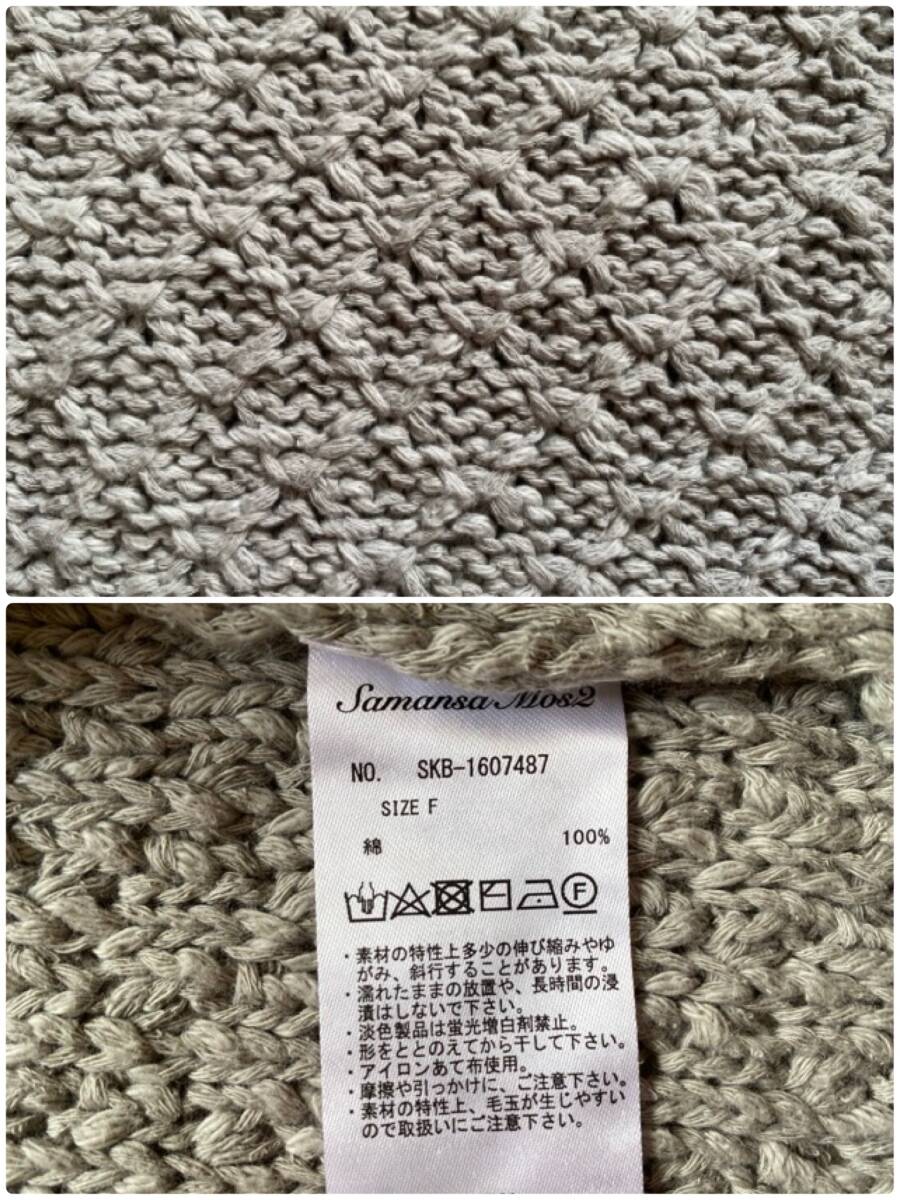 Samansa Mos2
NO. SKB-1607487
SIZE F
綿 100%
F
・素材の特性上多少の伸び縮みやゆ
がみ、斜行することがあります。
・濡れたままの放置や、長時間の浸
漬はしないで下さい。
・淡色製品は蛍光増白剤禁止。
・形をととのえてから干して下さい。
・アイロンあて布使用。
・摩擦や引っかけに、ご注意下さい。
・素材の特性上、毛玉が生じやすい
ので取扱いにご注意下さい。